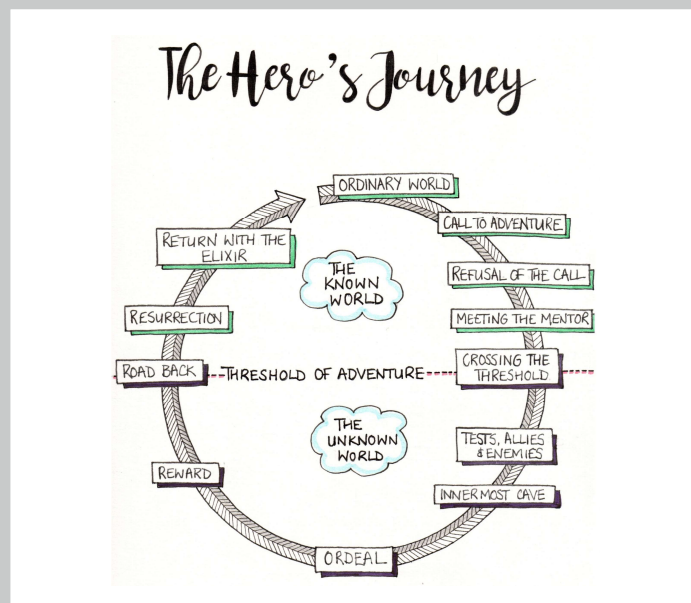 The Hero's Journey
ORDINARY WORLD
CALL TO ADVENTURE
REFUSAL OF THE CALL
MEETING THE MENTOR
CROSSING THE
THRESHOLD
TESTS, ALLIES
& ENEMIES
INNERMOST CAVE
ORDEAL
REWARD
ROAD BACK
RESURRECTION
RETURN WITH THE
ELIXIR
THE
KNOWN
WORLD
THRESHOLD OF ADVENTURE
THE
UNKNOWN
WORLD